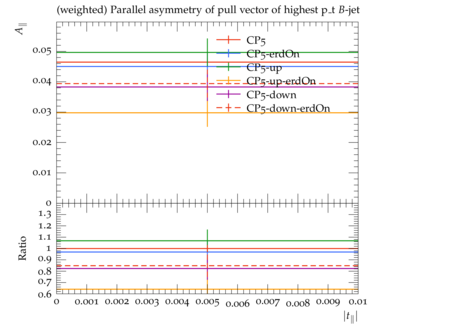 (weighted) Parallel asymmetry of pull vector of highest p_t B-jet
A∥
0.05
0.04
0.03
0.02
0.01
0
CP5
CP5-erdOn
CP5-up
CP5-up-erdOn
CP5-down
CP5-down-erdOn
Ratio
1.3
1.2
1.1
1
0.9
0.8
0.7
0.6
0 0.001 0.002 0.003 0.004 0.005 0.006 0.007 0.008 0.009 0.01
|t∥|